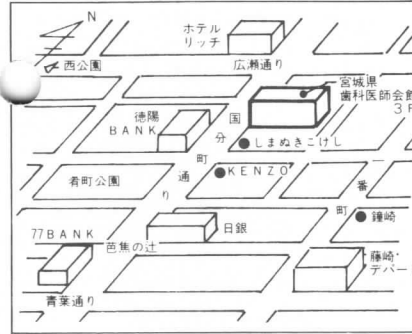 N
ホテル
リッチ
西公園
広瀬通り
宮城県
歯科医師会館
3F
徳陽
BANK
国分町通り
しまぬきこけし
KENZO
肴町公園
一番町
鐘崎
日銀
77BANK
芭蕉の辻
藤崎・
デパート
青葉通り